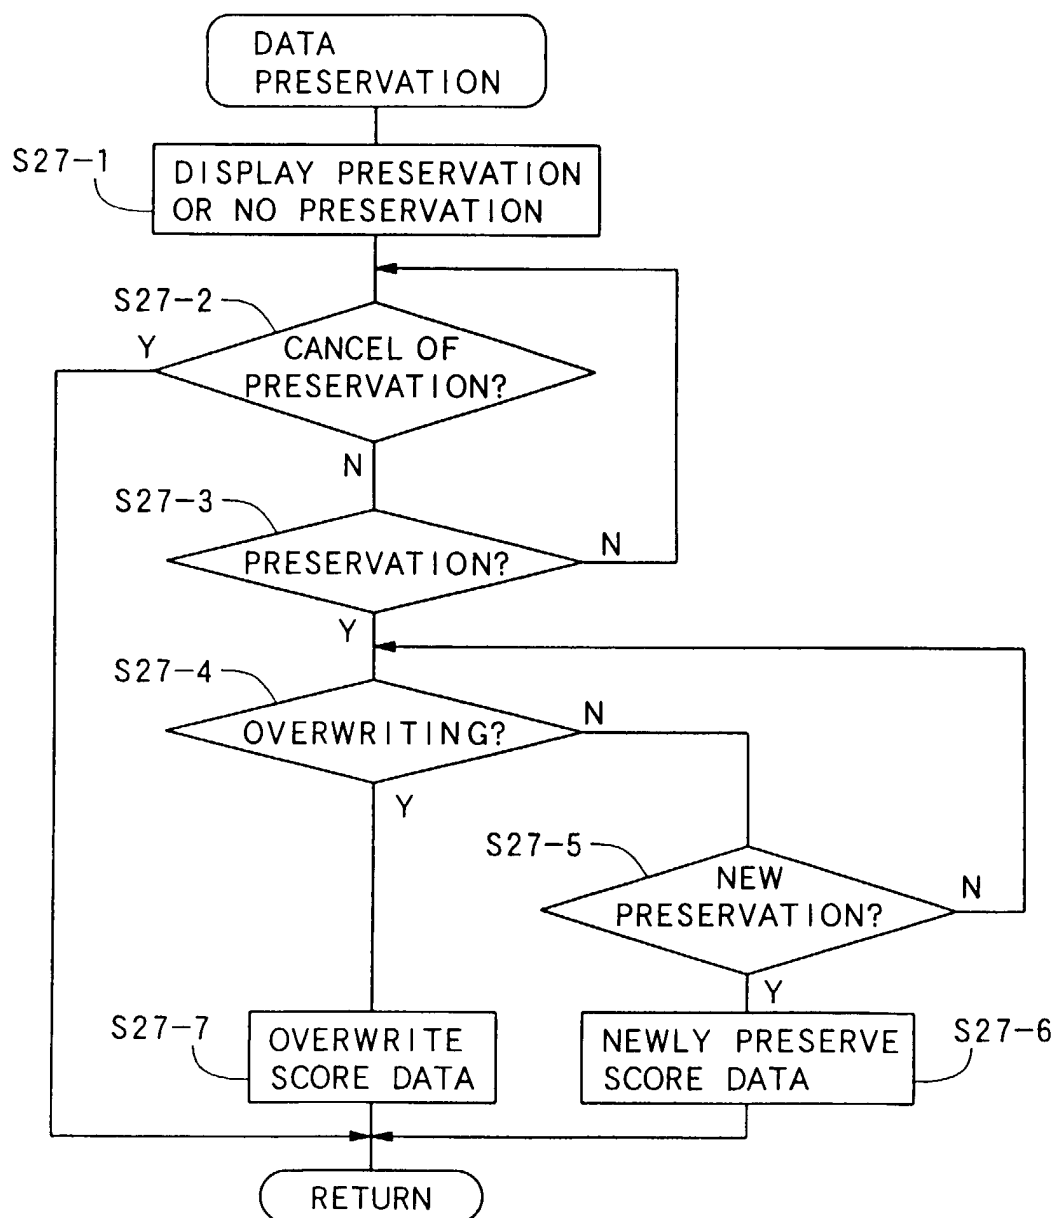 DATA
PRESERVATION
S27-1
DISPLAY PRESERVATION
OR NO PRESERVATION
S27-2
Y
CANCEL OF
PRESERVATION?
N
S27-3
PRESERVATION?
N
Y
S27-4
OVERWRITING?
N
Y
S27-5
NEW
PRESERVATION?
N
Y
S27-7
OVERWRITE
SCORE DATA
NEWLY PRESERVE
SCORE DATA
S27-6
RETURN